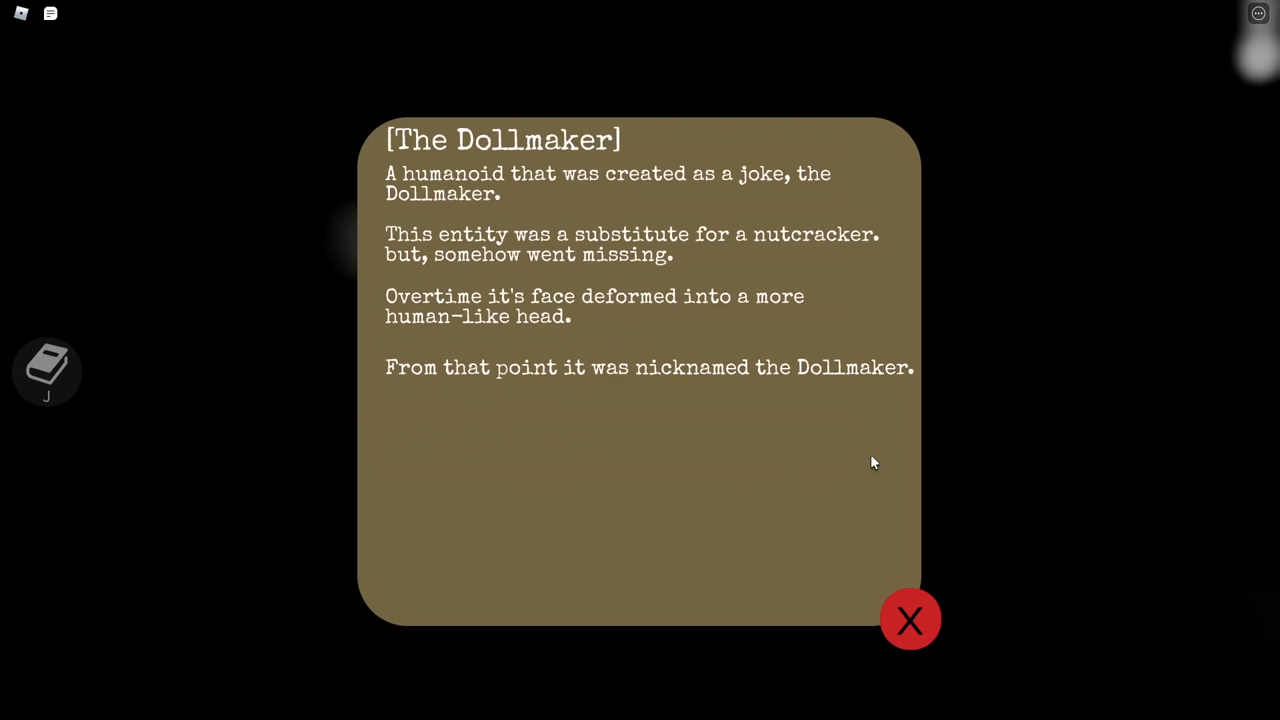 [The Dollmaker]
A humanoid that was created as a joke, the
Dollmaker.
This entity was a substitute for a nutcracker.
but, somehow went missing.
Overtime it's face deformed into a more
human-like head.
From that point it was nicknamed the Dollmaker.
J
X